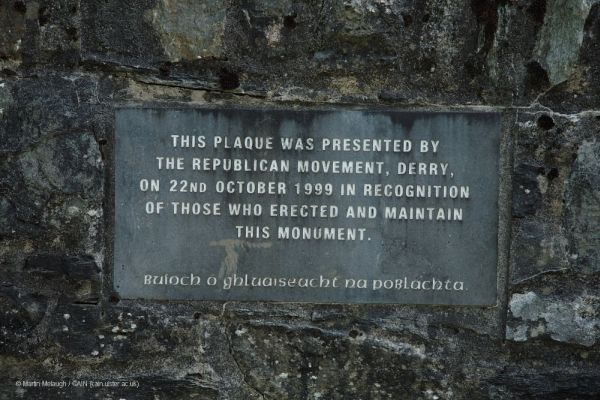 THIS PLAQUE WAS PRESENTED BY
THE REPUBLICAN MOVEMENT, DERRY,
ON 22ND OCTOBER 1999 IN RECOGNITION
OF THOSE WHO ERECTED AND MAINTAIN
THIS MONUMENT.
Buíoch ó ghluaiseacht na poblachta.
© Martin Melaugh / CAIN (cain.ulster.ac.uk)